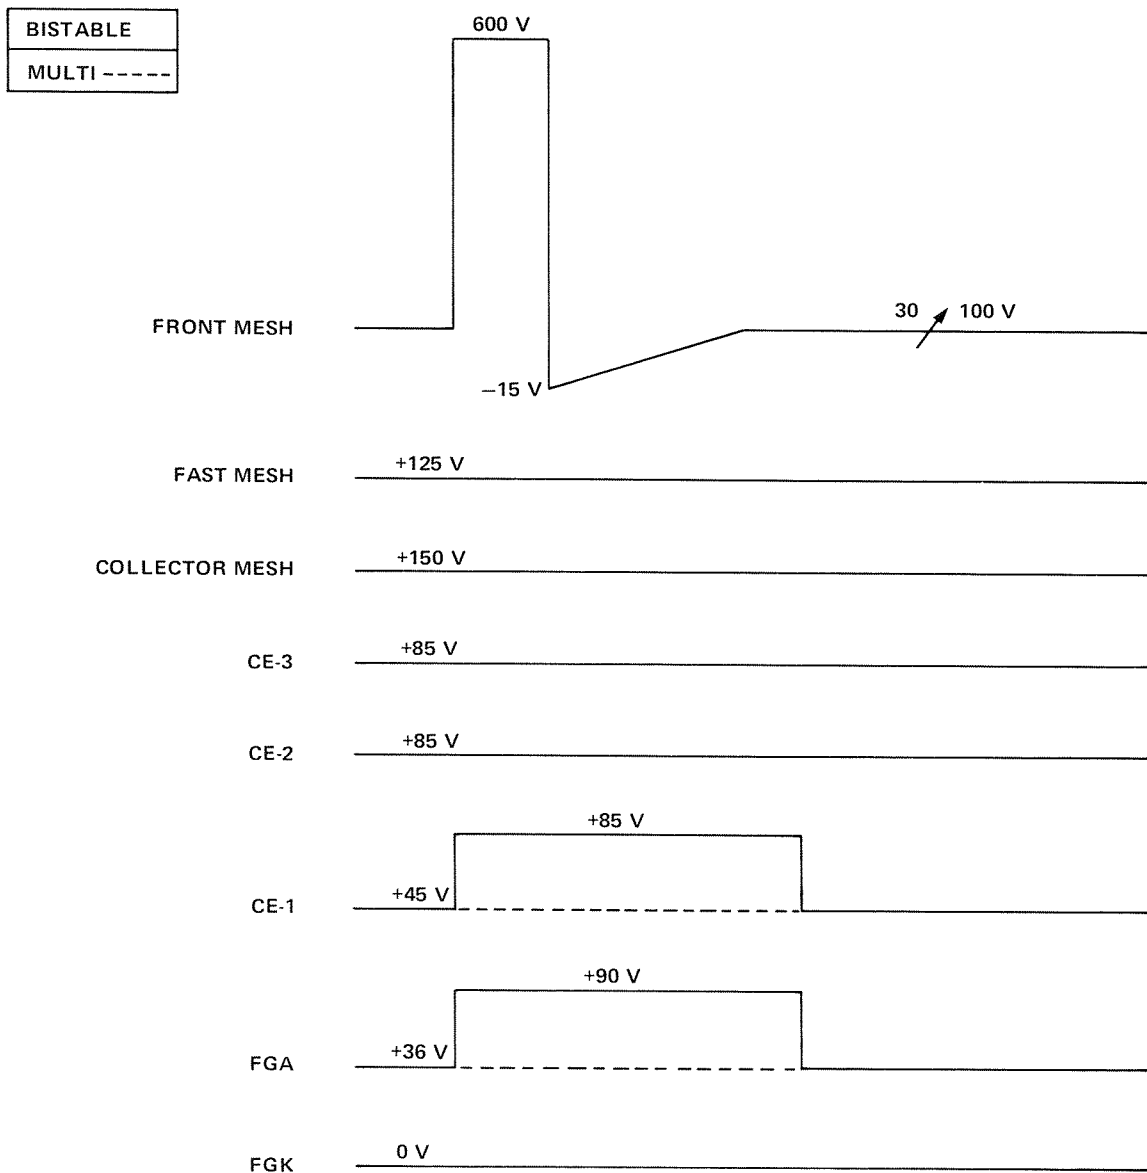 BISTABLE
MULTI -----
600 V
FRONT MESH
30 100 V
–15 V
FAST MESH
+125 V
COLLECTOR MESH
+150 V
CE-3
+85 V
CE-2
+85 V
+85 V
CE-1
+45 V
+90 V
FGA
+36 V
FGK
0 V